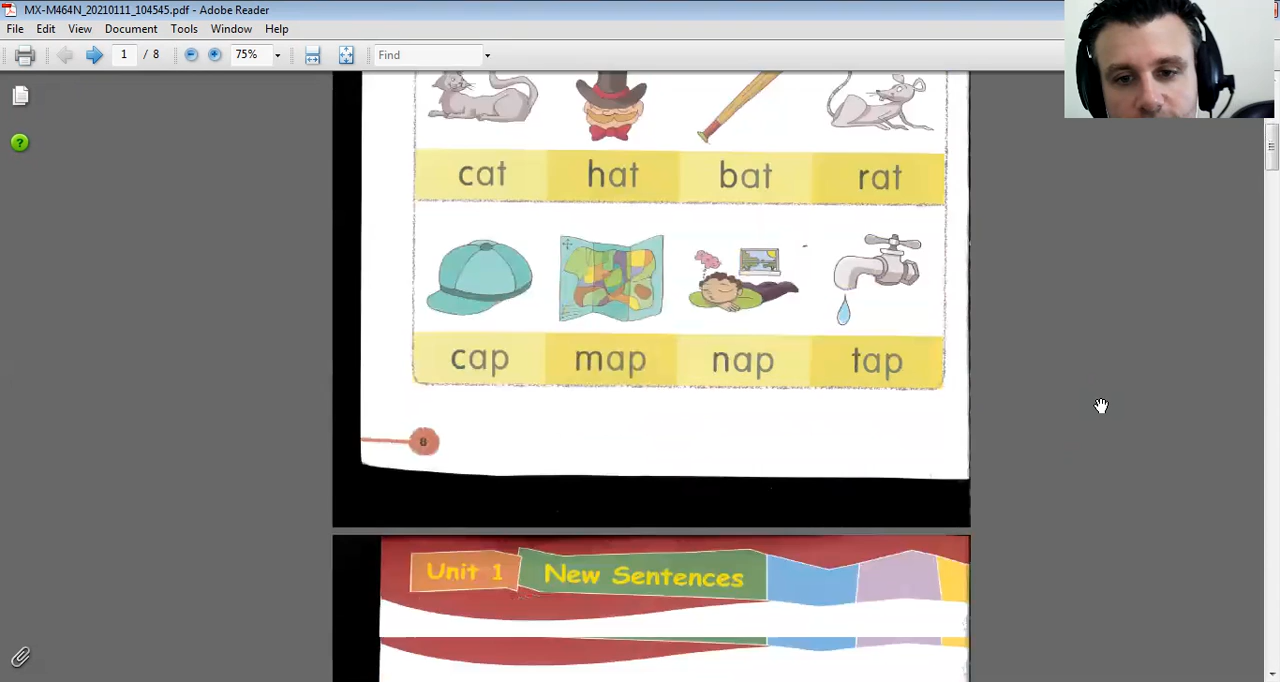 MX-M464N_20210111_104545.pdf - Adobe Reader
File Edit View Document Tools Window Help
1 / 8 75% Find
cat hat bat rat
cap map nap tap
8
Unit 1 New Sentences